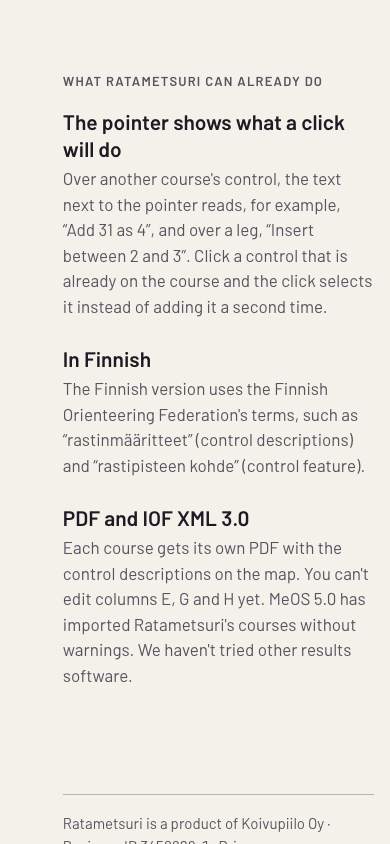 WHAT RATAMETSURI CAN ALREADY DO
The pointer shows what a click
will do
Over another course's control, the text
next to the pointer reads, for example,
“Add 31 as 4”, and over a leg, “Insert
between 2 and 3”. Click a control that is
already on the course and the click selects
it instead of adding it a second time.
In Finnish
The Finnish version uses the Finnish
Orienteering Federation's terms, such as
”rastinmääritteet” (control descriptions)
and ”rastipisteen kohde” (control feature).
PDF and IOF XML 3.0
Each course gets its own PDF with the
control descriptions on the map. You can't
edit columns E, G and H yet. MeOS 5.0 has
imported Ratametsuri's courses without
warnings. We haven't tried other results
software.
Ratametsuri is a product of Koivupiilo Oy ·